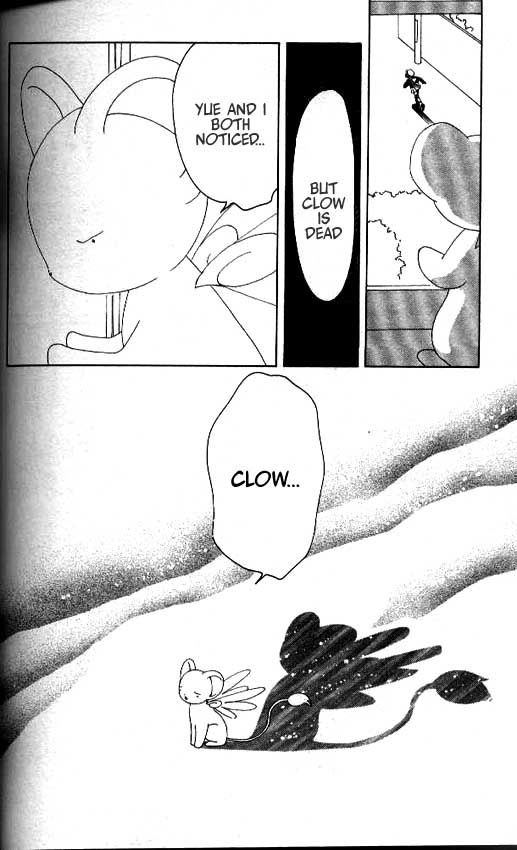 YUE AND I
BOTH
NOTICED...
BUT
CLOW
IS
DEAD
CLOW...